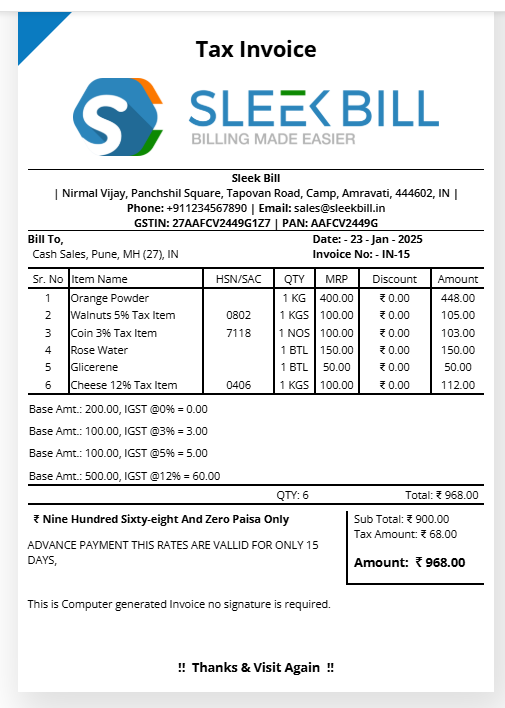 Tax Invoice
SLEEK BILL
BILLING MADE EASIER
Sleek Bill
| Nirmal Vijay, Panchshil Square, Tapovan Road, Camp, Amravati, 444602, IN |
Phone: +911234567890 | Email: sales@sleekbill.in
GSTIN: 27AAFCV2449G1Z7 | PAN: AAFCV2449G
Bill To, Date: - 23 - Jan - 2025
Cash Sales, Pune, MH (27), IN Invoice No: - IN-15
Sr. No Item Name HSN/SAC QTY MRP Discount Amount
1 Orange Powder 1 KG 400.00 ₹ 0.00 448.00
2 Walnuts 5% Tax Item 0802 1 KGS 100.00 ₹ 0.00 105.00
3 Coin 3% Tax Item 7118 1 NOS 100.00 ₹ 0.00 103.00
4 Rose Water 1 BTL 150.00 ₹ 0.00 150.00
5 Glicerene 1 BTL 50.00 ₹ 0.00 50.00
6 Cheese 12% Tax Item 0406 1 KGS 100.00 ₹ 0.00 112.00
Base Amt.: 200.00, IGST @0% = 0.00
Base Amt.: 100.00, IGST @3% = 3.00
Base Amt.: 100.00, IGST @5% = 5.00
Base Amt.: 500.00, IGST @12% = 60.00
QTY: 6 Total: ₹ 968.00
₹ Nine Hundred Sixty-eight And Zero Paisa Only
ADVANCE PAYMENT THIS RATES ARE VALLID FOR ONLY 15
DAYS,
Sub Total: ₹ 900.00
Tax Amount: ₹ 68.00
Amount: ₹ 968.00
This is Computer generated Invoice no signature is required.
!! Thanks & Visit Again !!